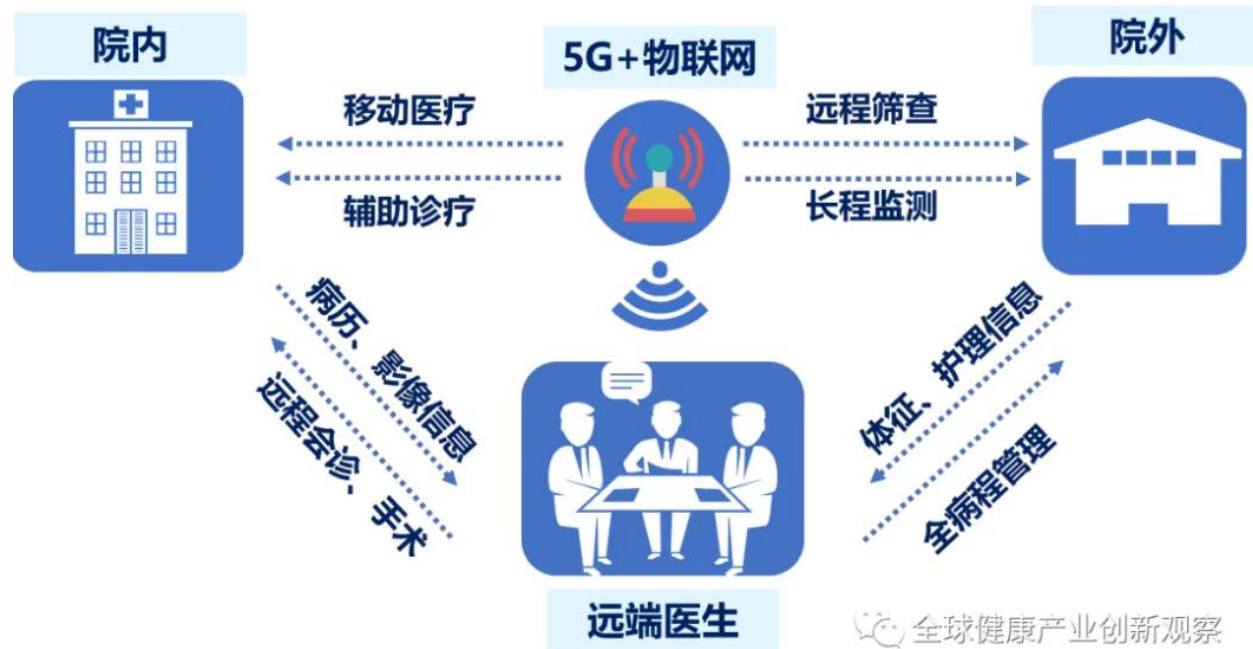 院内
5G+物联网
院外
移动医疗
远程筛查
辅助诊疗
长程监测
病历、影像信息
远程会诊、手术
体征、护理信息
全病程管理
远端医生
全球健康产业创新观察